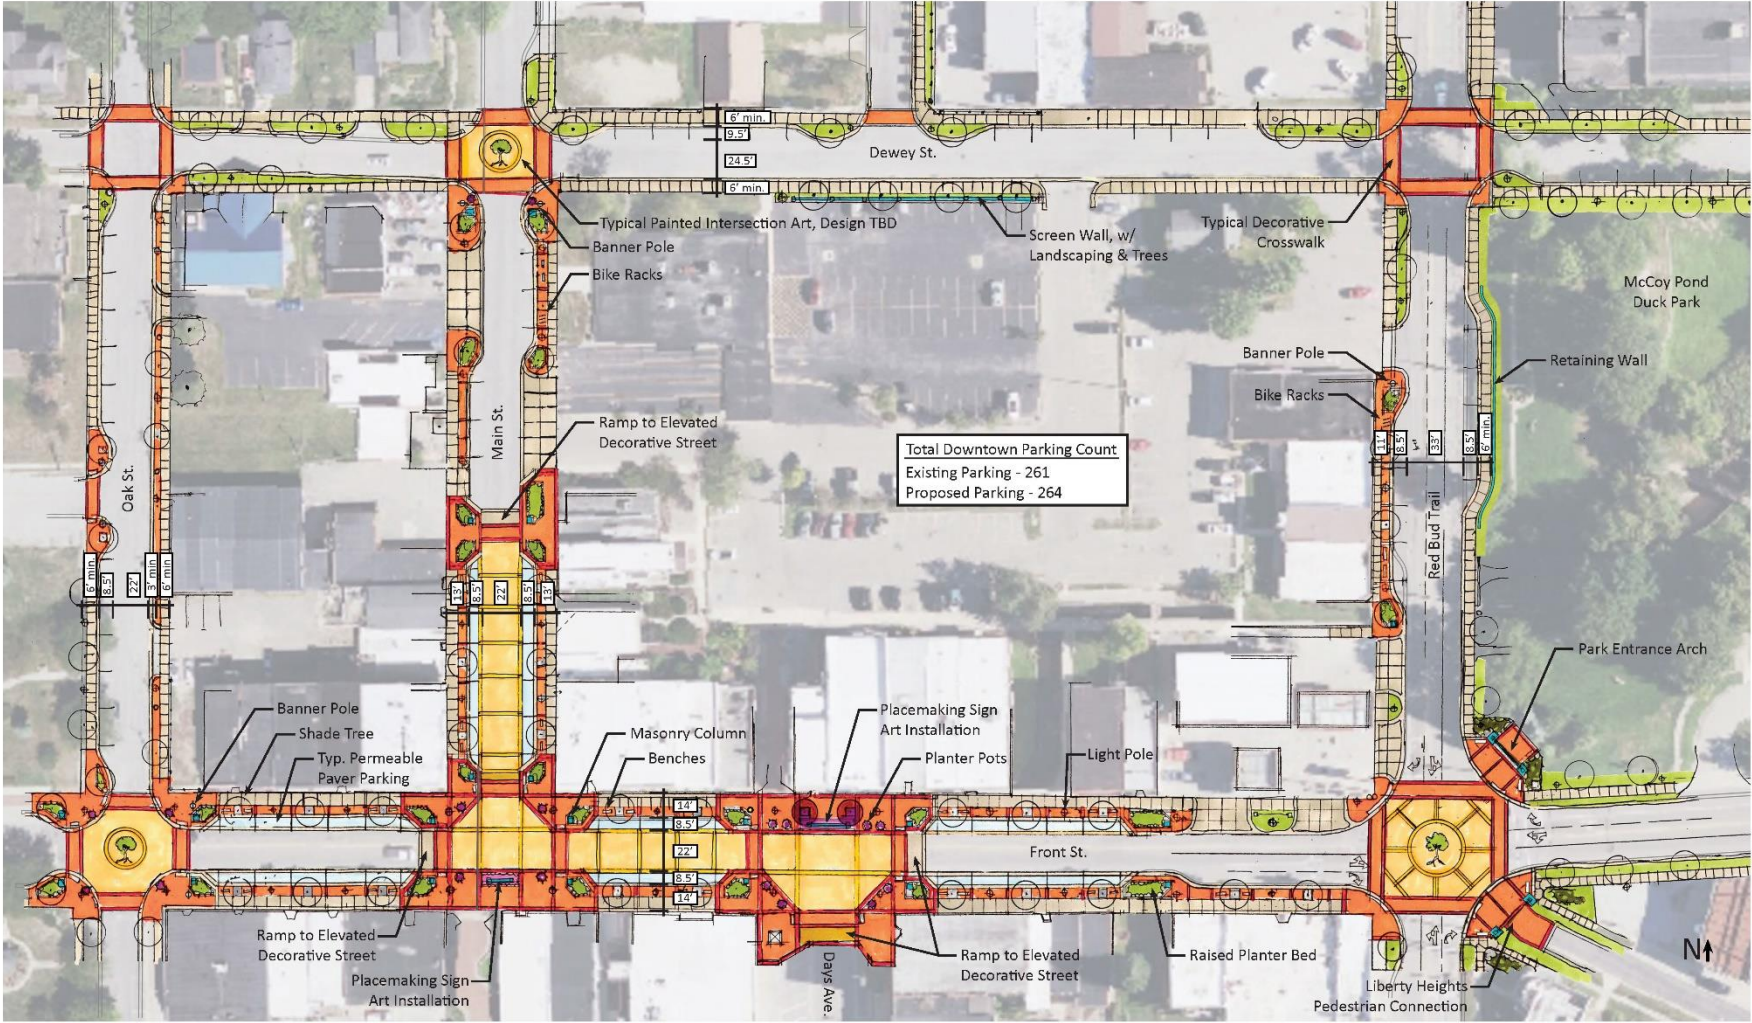 6' min.
9.5'
24.5'
6' min.
Dewey St.
Typical Painted Intersection Art, Design TBD
Banner Pole
Bike Racks
Screen Wall, w/
Landscaping & Trees
Typical Decorative
Crosswalk
McCoy Pond
Duck Park
Banner Pole
Bike Racks
Retaining Wall
Ramp to Elevated
Decorative Street
Main St.
Oak St.
Total Downtown Parking Count
Existing Parking - 261
Proposed Parking - 264
11'
8.5'
33'
8.5'
6' min.
Red Bud Trail
6' min.
8.5'
22'
3' min
6' min.
13'
8.5'
22'
8.5'
13'
Park Entrance Arch
Banner Pole
Shade Tree
Typ. Permeable
Paver Parking
Masonry Column
Benches
Placemaking Sign
Art Installation
Planter Pots
Light Pole
14'
8.5'
22'
8.5'
14'
Front St.
Ramp to Elevated
Decorative Street
Placemaking Sign
Art Installation
Days Ave.
Ramp to Elevated
Decorative Street
Raised Planter Bed
Liberty Heights
Pedestrian Connection
N